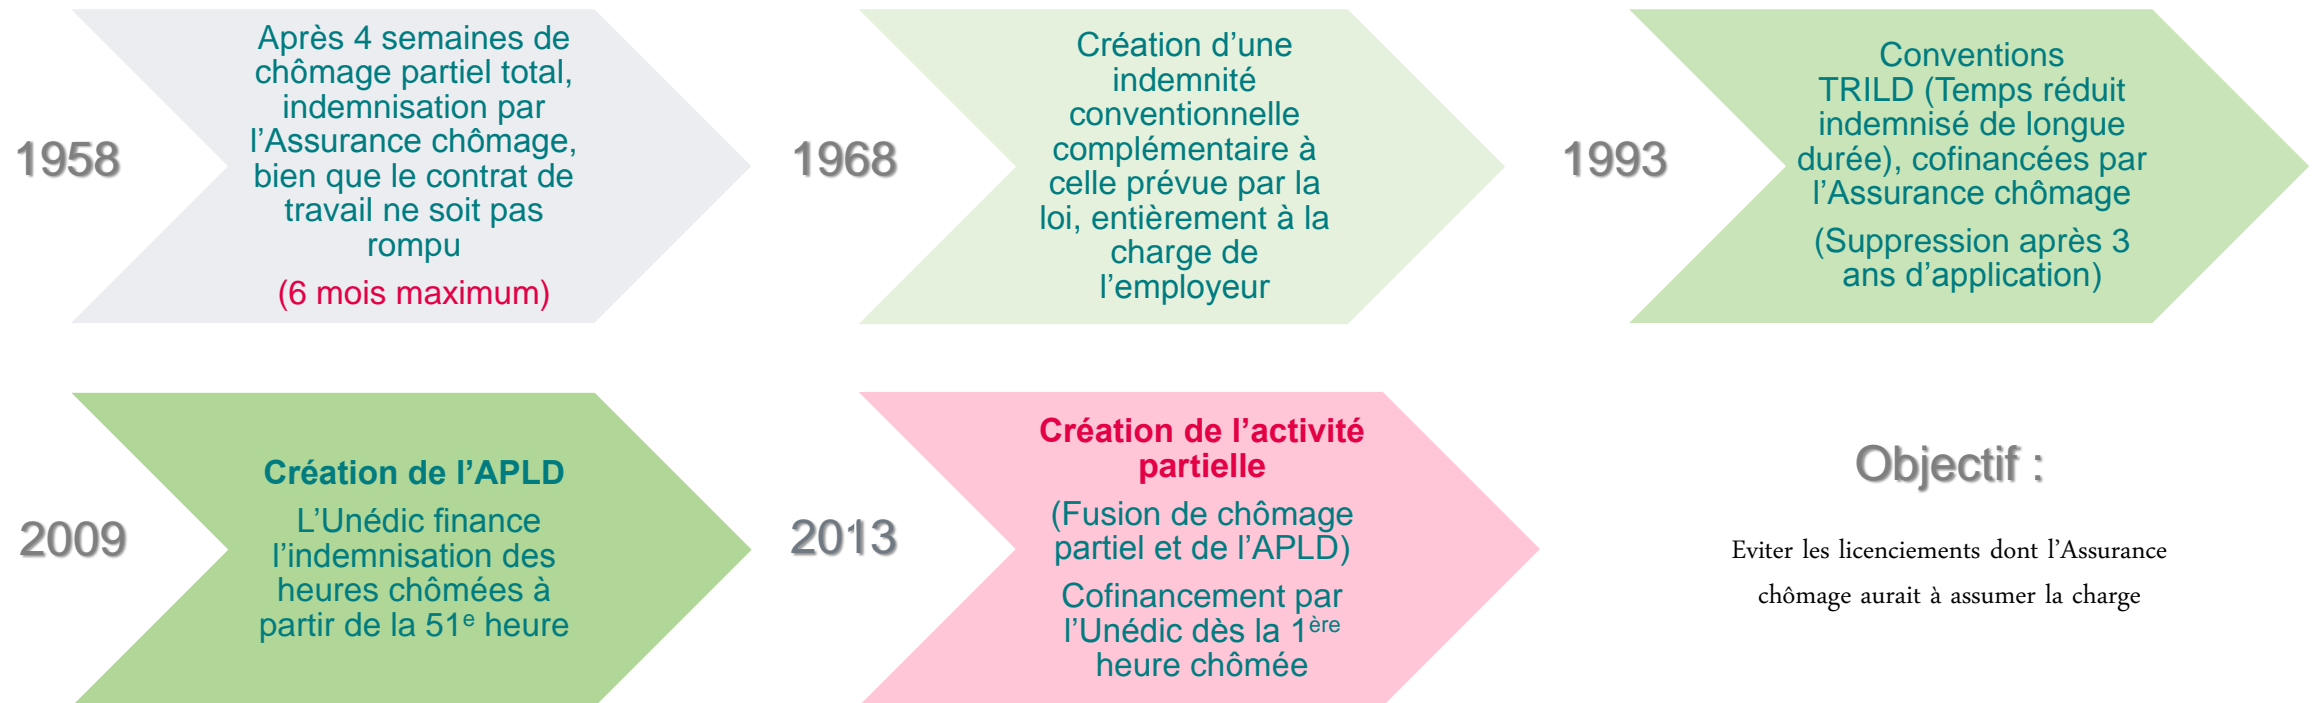 1958
Après 4 semaines de
chômage partiel total,
indemnisation par
l’Assurance chômage,
bien que le contrat de
travail ne soit pas
rompu
(6 mois maximum)
1968
Création d’une
indemnité
conventionnelle
complémentaire à
celle prévue par la
loi, entièrement à la
charge de
l’employeur
1993
Conventions
TRILD (Temps réduit
indemnisé de longue
durée), cofinancées par
l’Assurance chômage
(Suppression après 3
ans d’application)
2009
Création de l’APLD
L’Unédic finance
l’indemnisation des
heures chômées à
partir de la 51e heure
2013
Création de l’activité
partielle
(Fusion de chômage
partiel et de l’APLD)
Cofinancement par
l’Unédic dès la 1ère
heure chômée
Objectif :
Eviter les licenciements dont l’Assurance
chômage aurait à assumer la charge